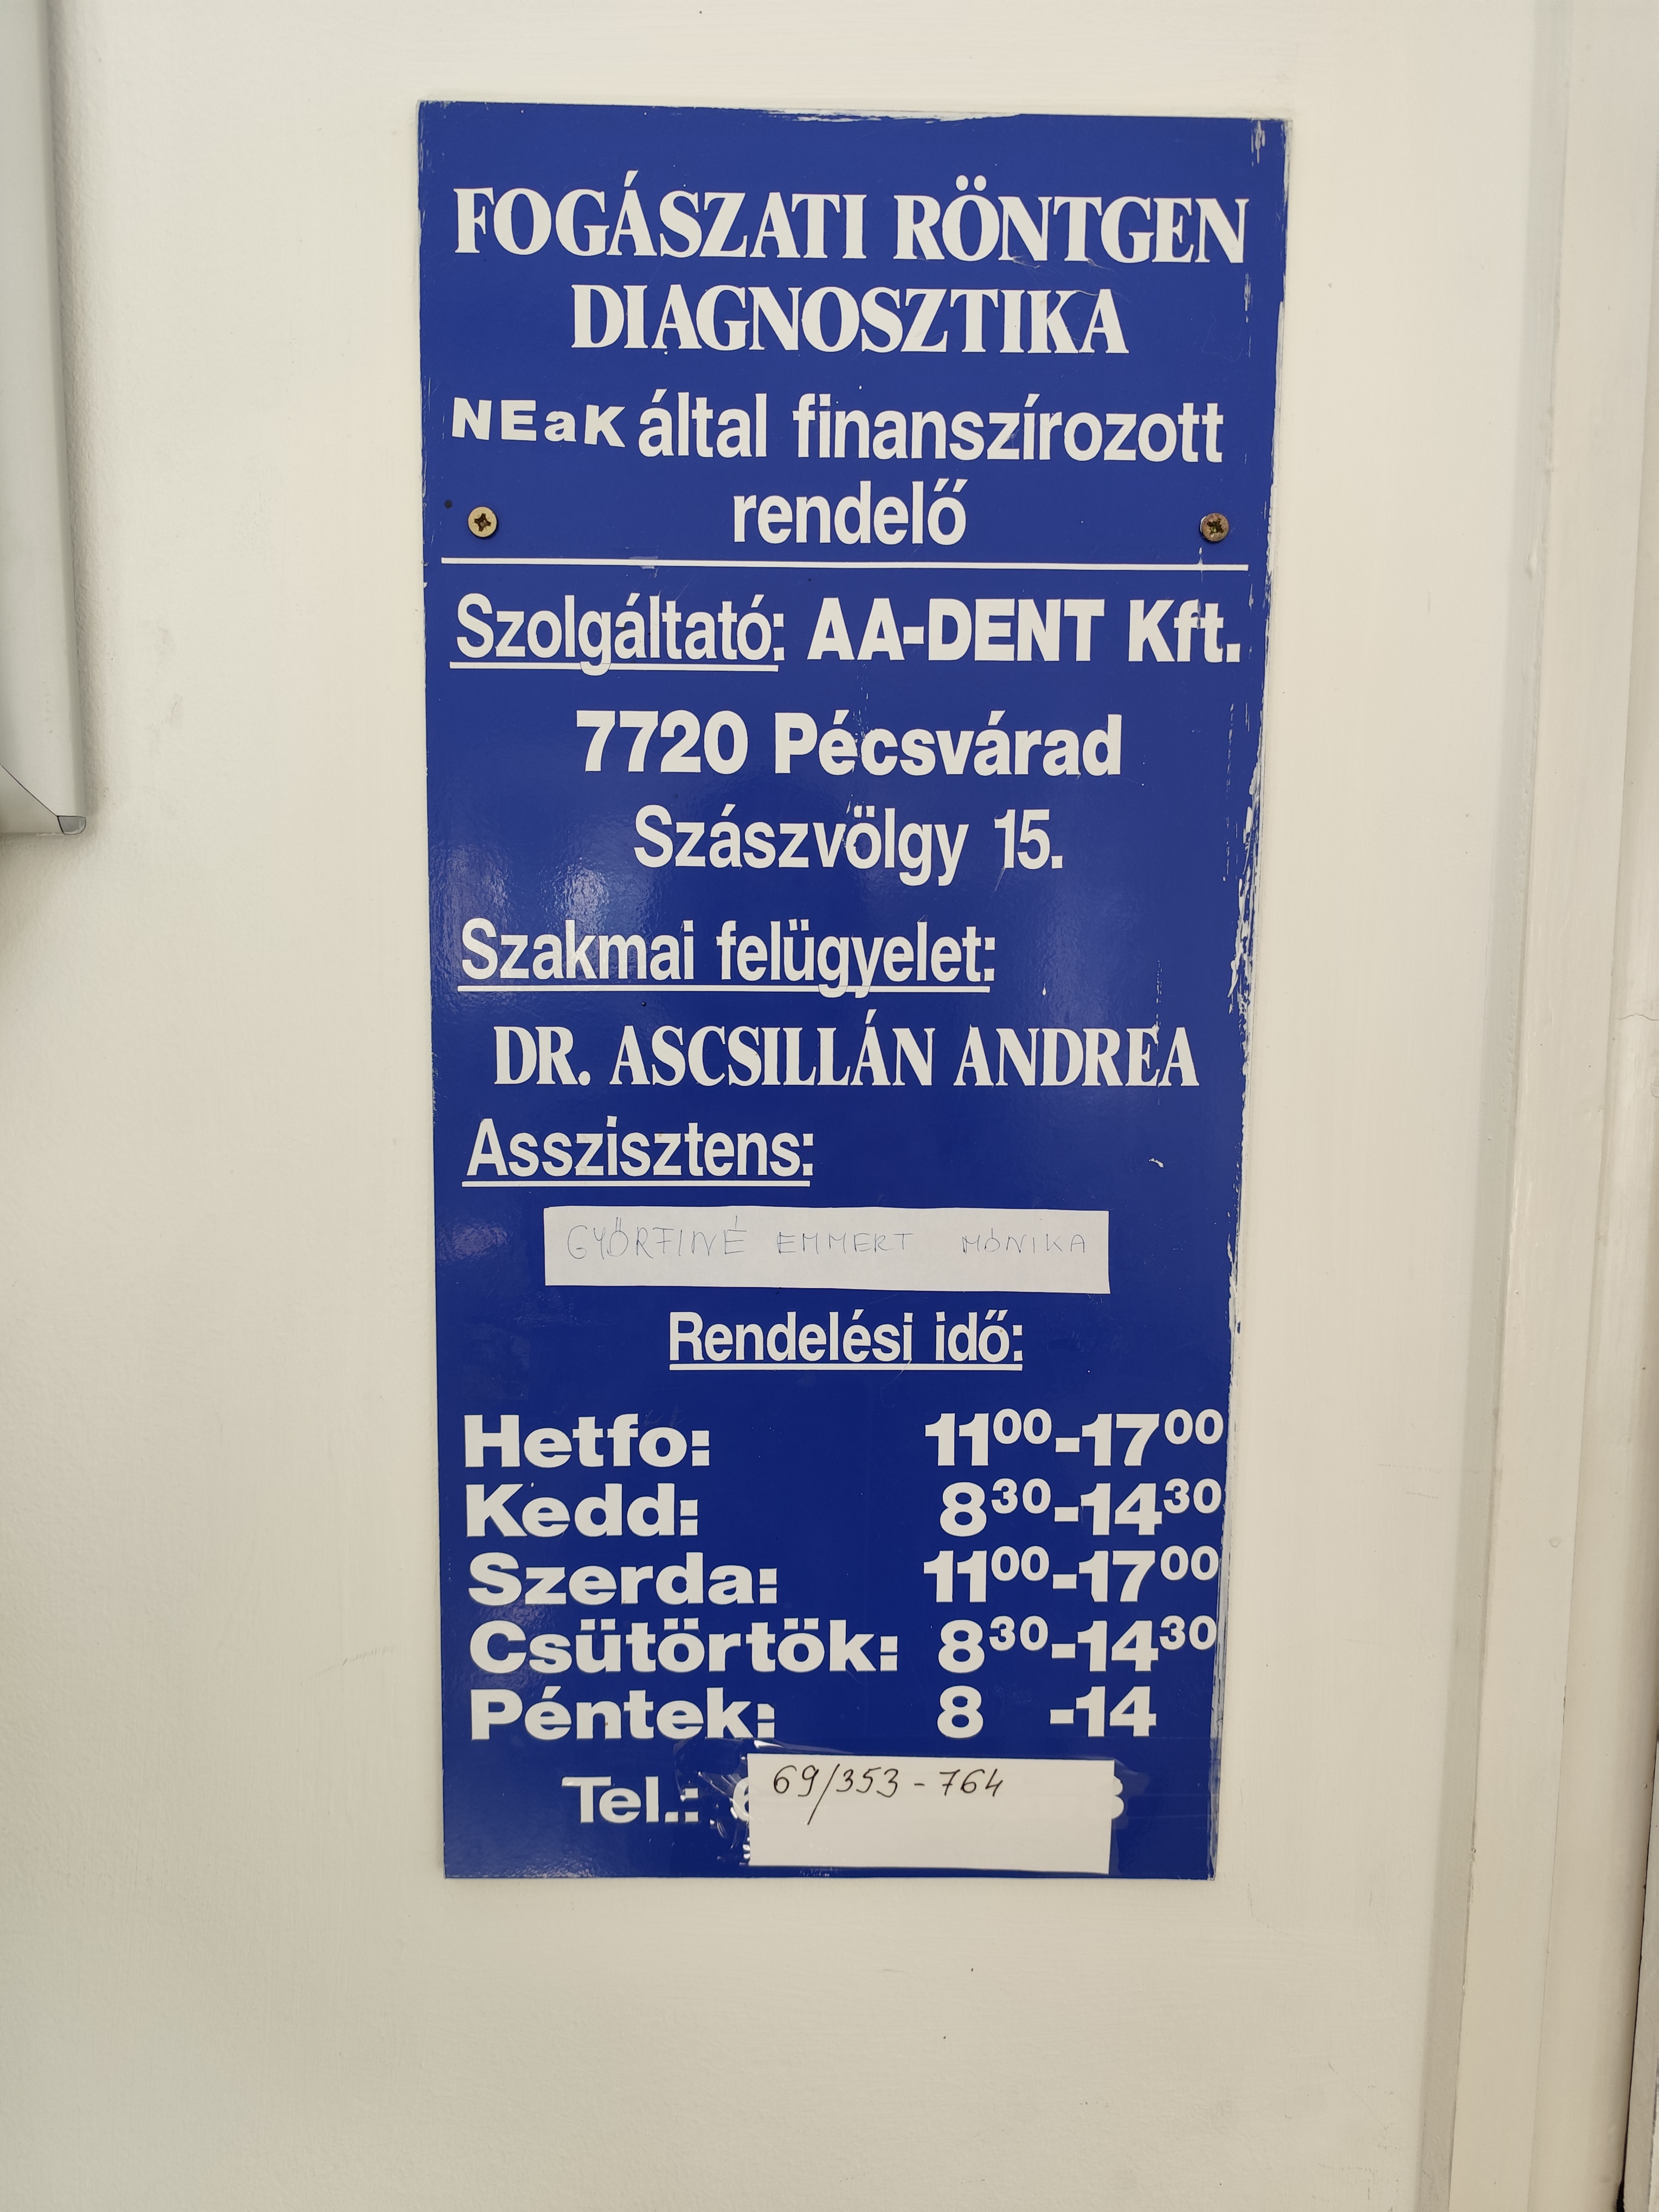 FOGÁSZATI RÖNTGEN
DIAGNOSZTIKA
NEaK által finanszírozott
rendelő
Szolgáltató: AA-DENT Kft.
7720 Pécsvárad
Szászvölgy 15.
Szakmai felügyelet:
DR. ASCSILLÁN ANDREA
Asszisztens:
GYŐRFINÉ EMMERT MÓNIKA
Rendelési idő:
Hetfo: 11⁰⁰-17⁰⁰
Kedd: 8³⁰-14³⁰
Szerda: 11⁰⁰-17⁰⁰
Csütörtök: 8³⁰-14³⁰
Péntek: 8 -14
Tel.: 69/353-764